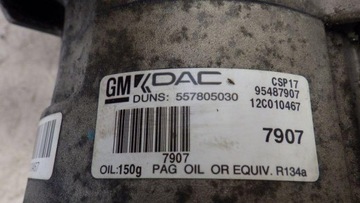 GM DAC
CSP17
DUNS: 557805030
95487907
12C010467
7907
7907
OIL:150g PAG OIL OR EQUIV. R134a